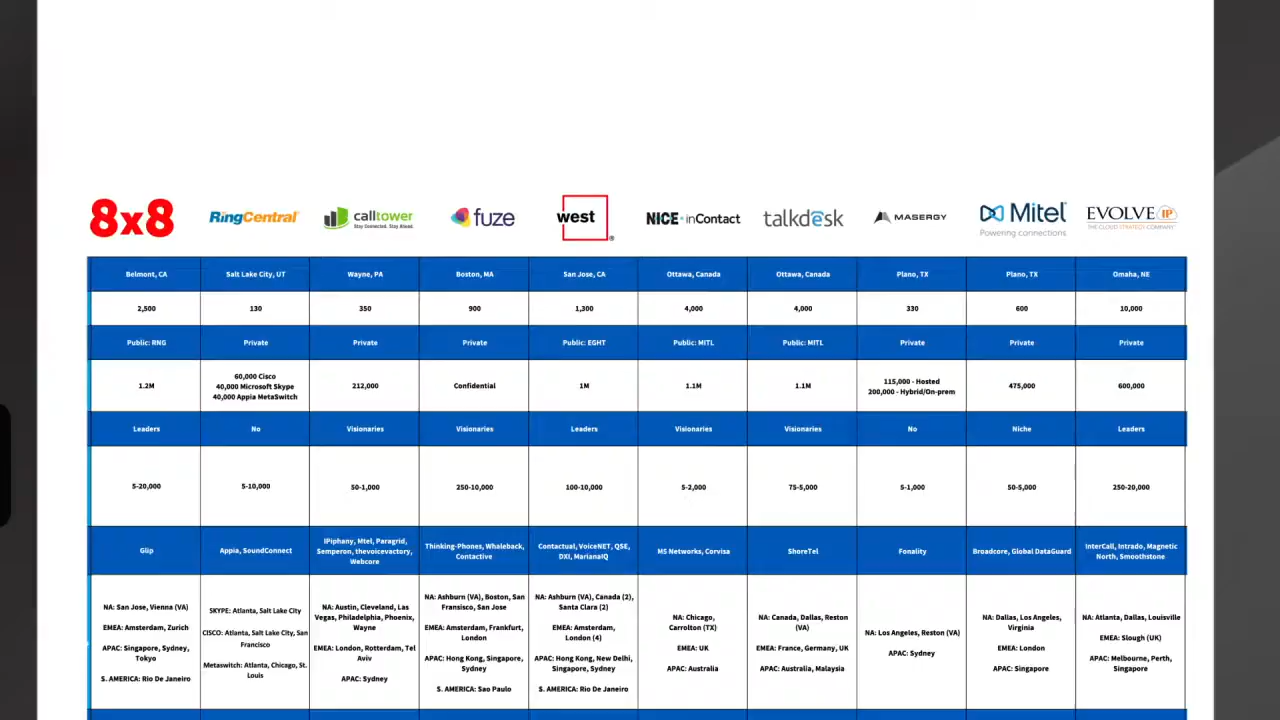 8x8 RingCentral calltower fuze west NICE inContact talkdesk MASERGY Mitel EVOLVE IP
Stay Connected. Stay Ahead. ® Powering connections THE CLOUD STRATEGY COMPANY
Belmont, CA Salt Lake City, UT Wayne, PA Boston, MA San Jose, CA Ottawa, Canada Ottawa, Canada Plano, TX Plano, TX Omaha, NE
2,500 130 350 900 1,300 4,000 4,000 330 600 10,000
Public: RNG Private Private Private Public: EGHT Public: MITL Public: MITL Private Private Private
60,000 Cisco
40,000 Microsoft Skype
40,000 Appia MetaSwitch
1.2M 212,000 Confidential 1M 1.1M 1.1M
115,000 - Hosted
200,000 - Hybrid/On-prem
475,000 600,000
Leaders No Visionaries Visionaries Leaders Visionaries Visionaries No Niche Leaders
5-20,000 5-10,000 50-1,000 250-10,000 100-10,000 5-2,000 75-5,000 5-1,000 50-5,000 250-20,000
Glip
Appia, SoundConnect
IPiphany, Mtel, Paragrid,
Semperon, thevoicevactory,
Webcore
Thinking-Phones, Whaleback,
Contactive
Contactual, VoiceNET, QSE,
DXI, MarianaIQ
M5 Networks, Corvisa
ShoreTel
Fonality
Broadcore, Global DataGuard
InterCall, Intrado, Magnetic
North, Smoothstone
NA: San Jose, Vienna (VA)
EMEA: Amsterdam, Zurich
APAC: Singapore, Sydney,
Tokyo
S. AMERICA: Rio De Janeiro
SKYPE: Atlanta, Salt Lake City
CISCO: Atlanta, Salt Lake City, San
Francisco
Metaswitch: Atlanta, Chicago, St.
Louis
NA: Austin, Cleveland, Las
Vegas, Philadelphia, Phoenix,
Wayne
EMEA: London, Rotterdam, Tel
Aviv
APAC: Sydney
NA: Ashburn (VA), Boston, San
Fransisco, San Jose
EMEA: Amsterdam, Frankfurt,
London
APAC: Hong Kong, Singapore,
Sydney
S. AMERICA: Sao Paulo
NA: Ashburn (VA), Canada (2),
Santa Clara (2)
EMEA: Amsterdam,
London (4)
APAC: Hong Kong, New Delhi,
Singapore, Sydney
S. AMERICA: Rio De Janeiro
NA: Chicago,
Carrolton (TX)
EMEA: UK
APAC: Australia
NA: Canada, Dallas, Reston
(VA)
EMEA: France, Germany, UK
APAC: Australia, Malaysia
NA: Los Angeles, Reston (VA)
APAC: Sydney
NA: Dallas, Los Angeles,
Virginia
EMEA: London
APAC: Singapore
NA: Atlanta, Dallas, Louisville
EMEA: Slough (UK)
APAC: Melbourne, Perth,
Singapore